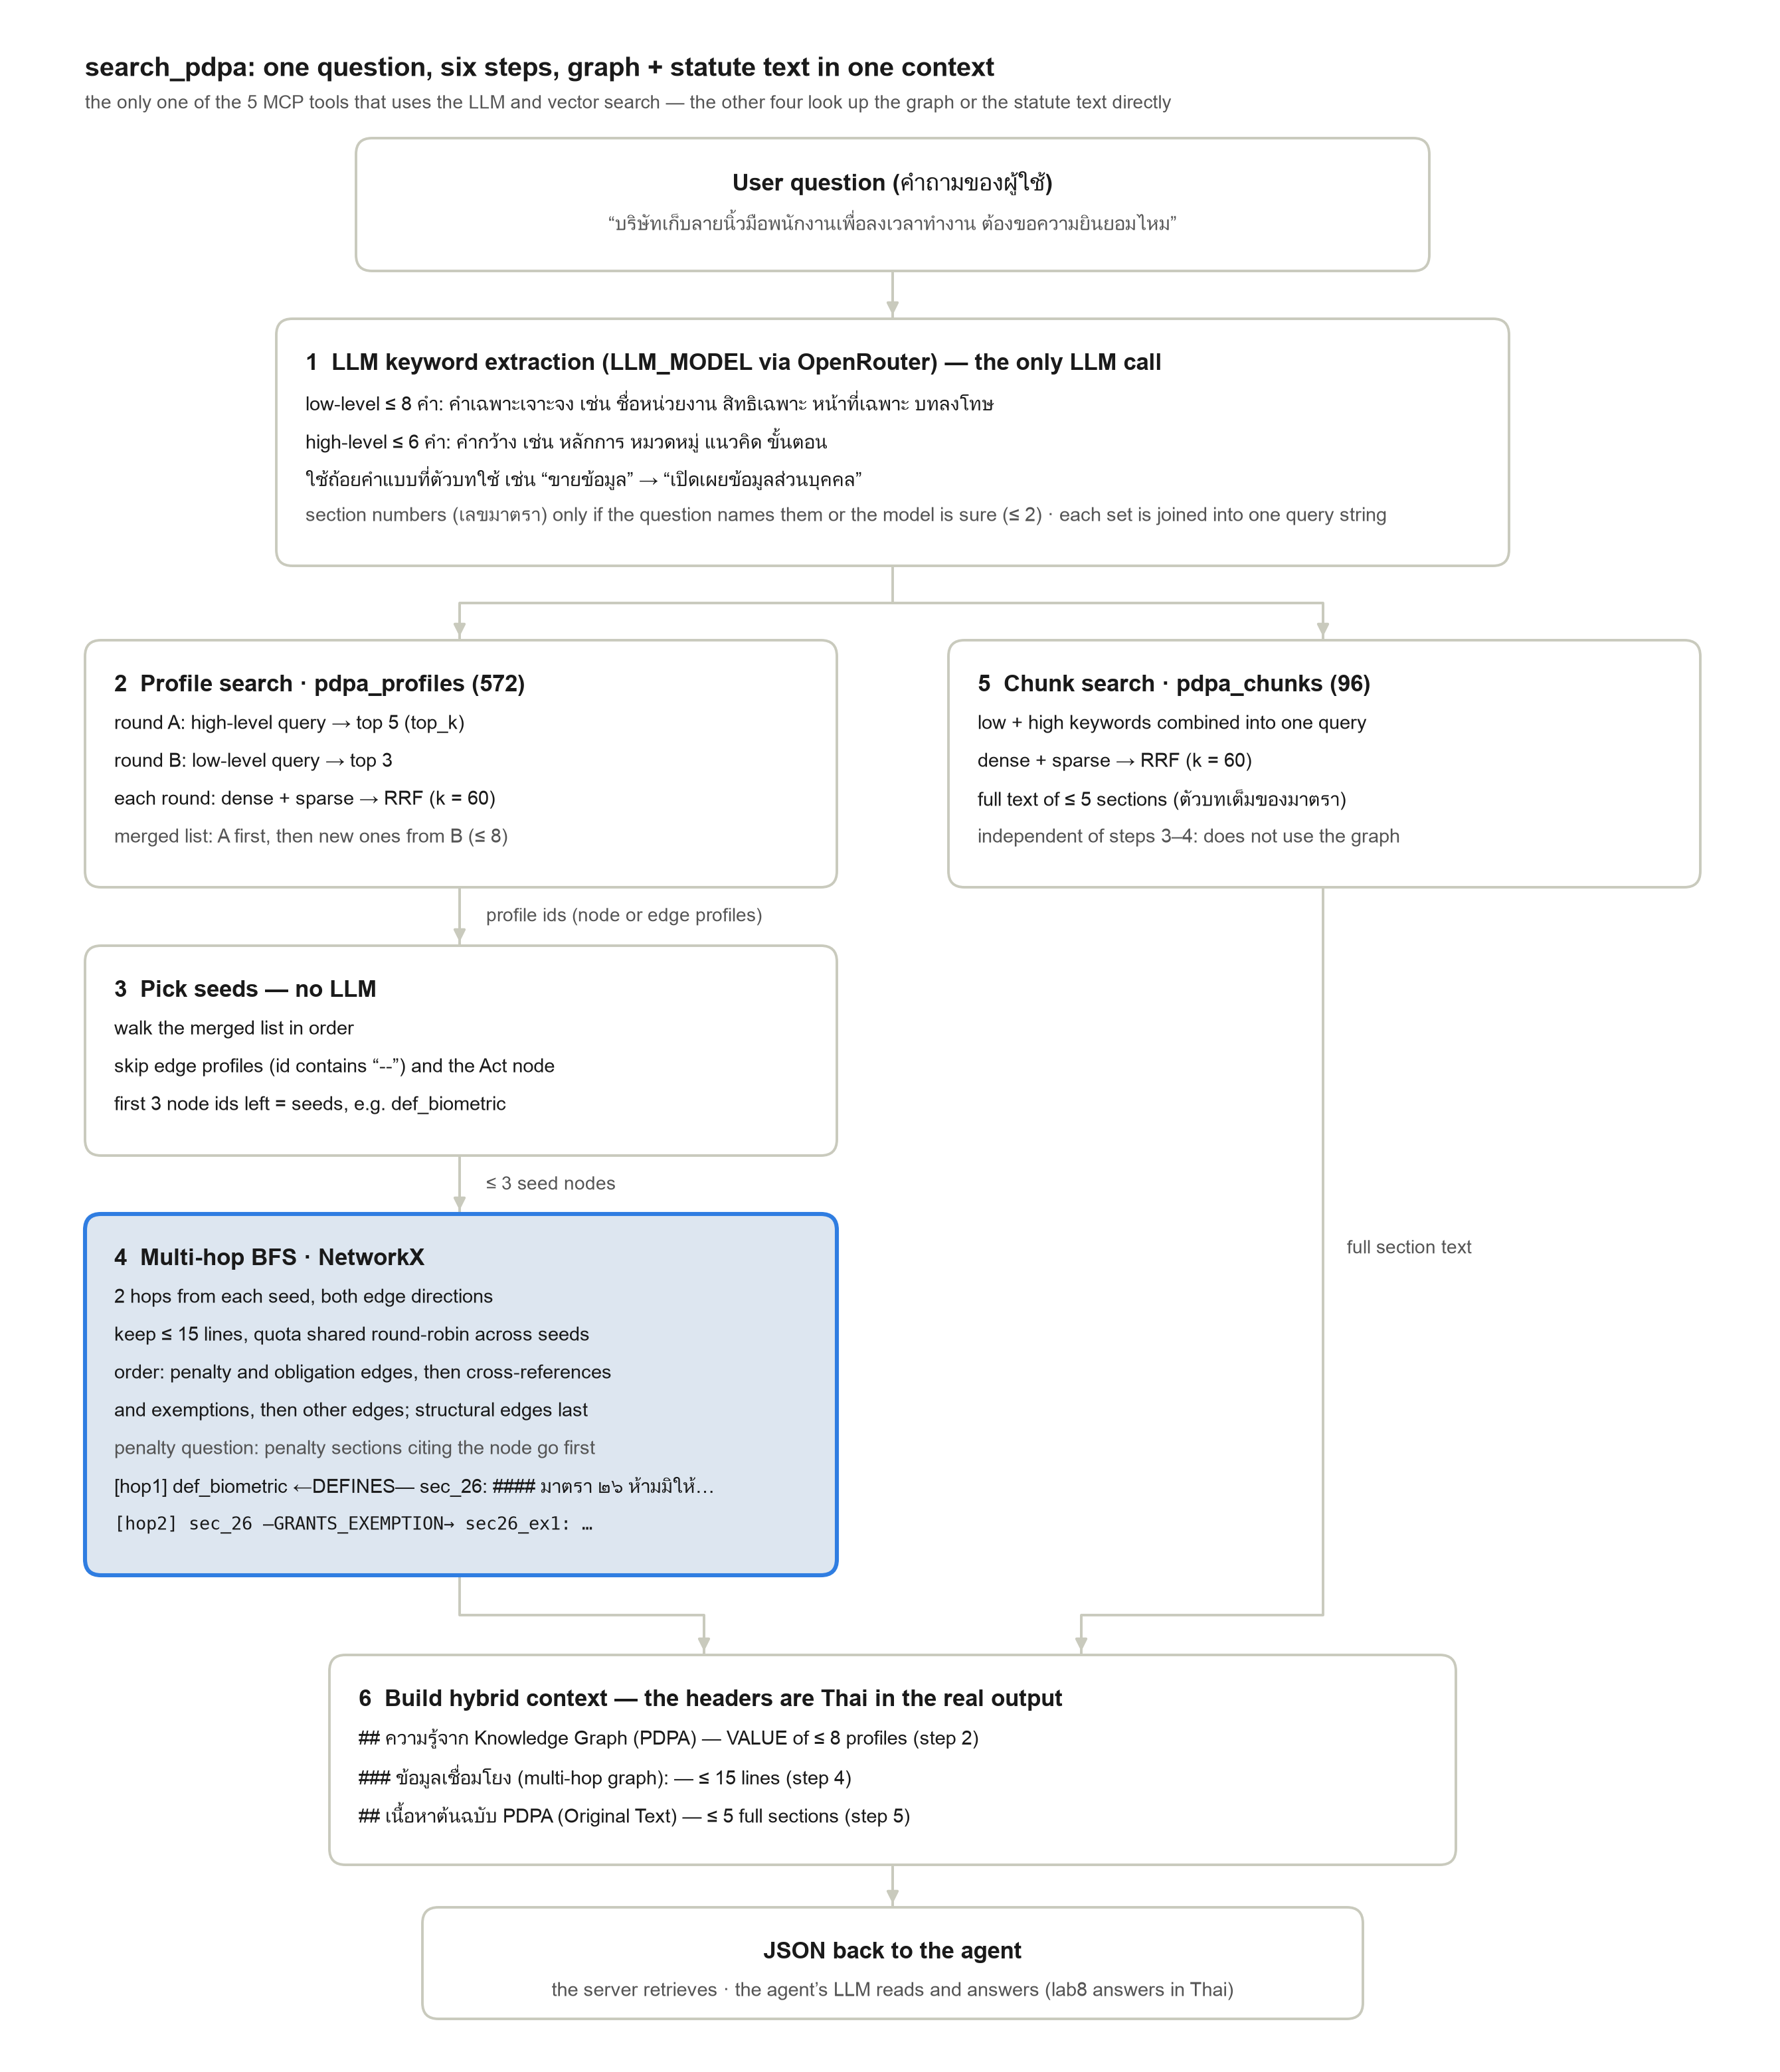 search_pdpa: one question, six steps, graph + statute text in one context
the only one of the 5 MCP tools that uses the LLM and vector search — the other four look up the graph or the statute text directly
User question (คำถามของผู้ใช้)
“บริษัทเก็บลายนิ้วมือพนักงานเพื่อลงเวลาทำงาน ต้องขอความยินยอมไหม”
1 LLM keyword extraction (LLM_MODEL via OpenRouter) — the only LLM call
low-level ≤ 8 คำ: คำเฉพาะเจาะจง เช่น ชื่อหน่วยงาน สิทธิเฉพาะ หน้าที่เฉพาะ บทลงโทษ
high-level ≤ 6 คำ: คำกว้าง เช่น หลักการ หมวดหมู่ แนวคิด ขั้นตอน
ใช้ถ้อยคำแบบที่ตัวบทใช้ เช่น “ขายข้อมูล” → “เปิดเผยข้อมูลส่วนบุคคล”
section numbers (เลขมาตรา) only if the question names them or the model is sure (≤ 2) · each set is joined into one query string
2 Profile search · pdpa_profiles (572)
round A: high-level query → top 5 (top_k)
round B: low-level query → top 3
each round: dense + sparse → RRF (k = 60)
merged list: A first, then new ones from B (≤ 8)
5 Chunk search · pdpa_chunks (96)
low + high keywords combined into one query
dense + sparse → RRF (k = 60)
full text of ≤ 5 sections (ตัวบทเต็มของมาตรา)
independent of steps 3–4: does not use the graph
profile ids (node or edge profiles)
3 Pick seeds — no LLM
walk the merged list in order
skip edge profiles (id contains “--”) and the Act node
first 3 node ids left = seeds, e.g. def_biometric
≤ 3 seed nodes
4 Multi-hop BFS · NetworkX
2 hops from each seed, both edge directions
keep ≤ 15 lines, quota shared round-robin across seeds
order: penalty and obligation edges, then cross-references
and exemptions, then other edges; structural edges last
penalty question: penalty sections citing the node go first
[hop1] def_biometric ←DEFINES— sec_26: #### มาตรา ๒๖ ห้ามมิให้…
[hop2] sec_26 —GRANTS_EXEMPTION→ sec26_ex1: …
full section text
6 Build hybrid context — the headers are Thai in the real output
## ความรู้จาก Knowledge Graph (PDPA) — VALUE of ≤ 8 profiles (step 2)
### ข้อมูลเชื่อมโยง (multi-hop graph): — ≤ 15 lines (step 4)
## เนื้อหาต้นฉบับ PDPA (Original Text) — ≤ 5 full sections (step 5)
JSON back to the agent
the server retrieves · the agent’s LLM reads and answers (lab8 answers in Thai)